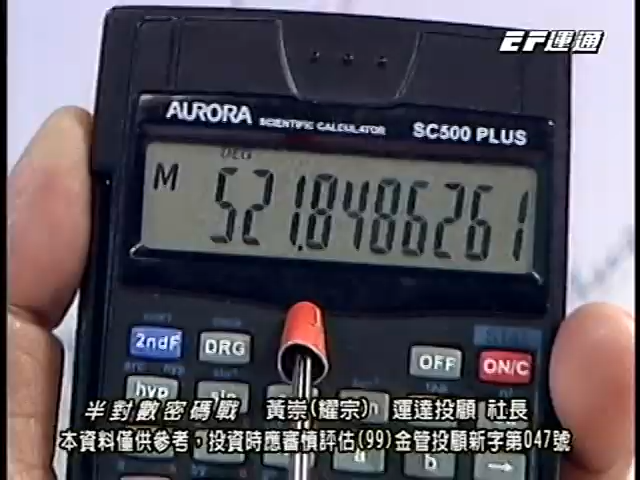 EF運通
AURORA SCIENTIFIC CALCULATOR SC500 PLUS
DEG
M 521.8486261
2ndF DRG OFF ON/C
hyp sin
半對數密碼戰 黃崇(耀宗) 運達投顧 社長
本資料僅供參考，投資時應審慎評估(99)金管投顧新字第047號
a b →